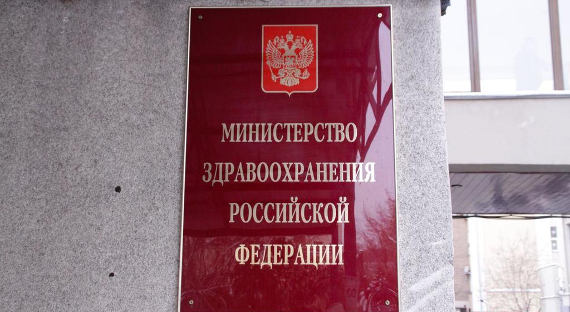 МИНИСТЕРСТВО
ЗДРАВООХРАНЕНИЯ
РОССИЙСКОЙ
ФЕДЕРАЦИИ